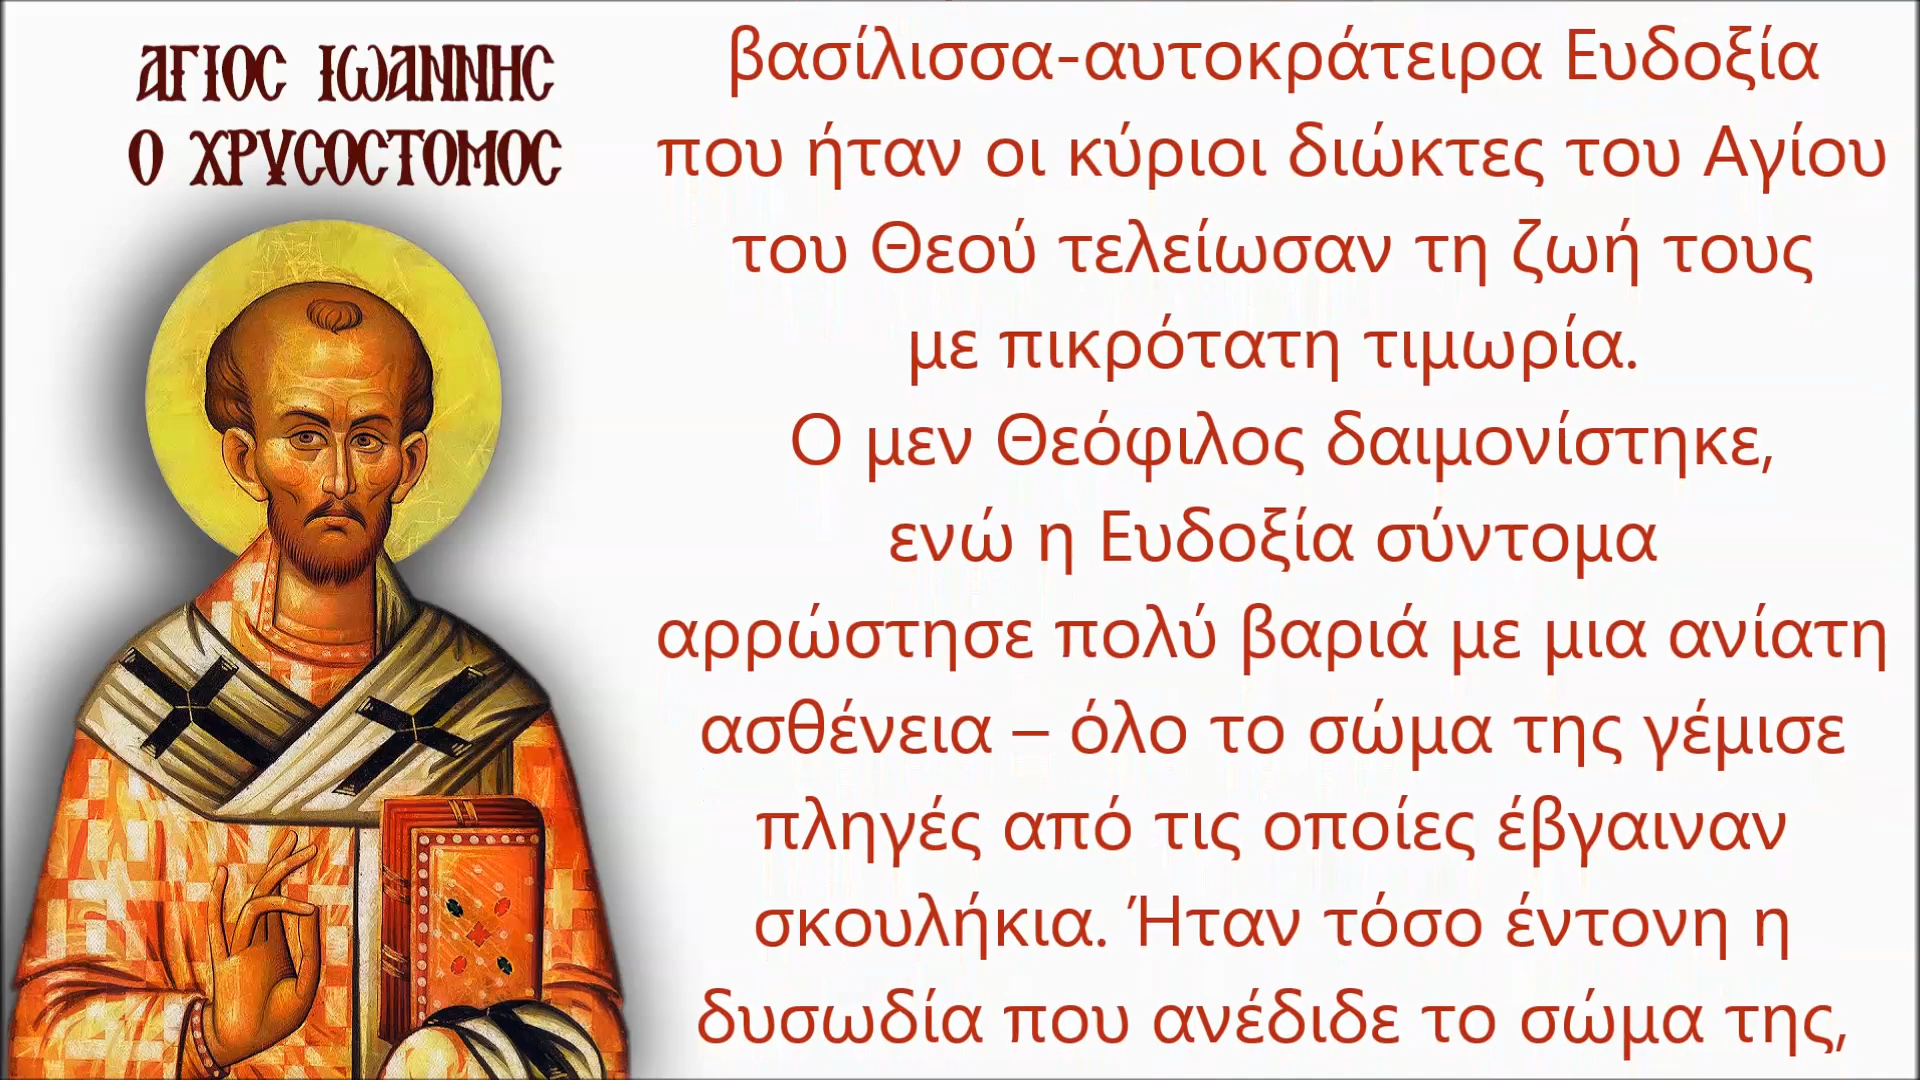 ΑΓΙΟΣ ΙΩΑΝΝΗΣ
Ο ΧΡΥΣΟΣΤΟΜΟΣ
βασίλισσα-αυτοκράτειρα Ευδοξία
που ήταν οι κύριοι διώκτες του Αγίου
του Θεού τελείωσαν τη ζωή τους
με πικρότατη τιμωρία.
Ο μεν Θεόφιλος δαιμονίστηκε,
ενώ η Ευδοξία σύντομα
αρρώστησε πολύ βαριά με μια ανίατη
ασθένεια – όλο το σώμα της γέμισε
πληγές από τις οποίες έβγαιναν
σκουλήκια. Ήταν τόσο έντονη η
δυσωδία που ανέδιδε το σώμα της,